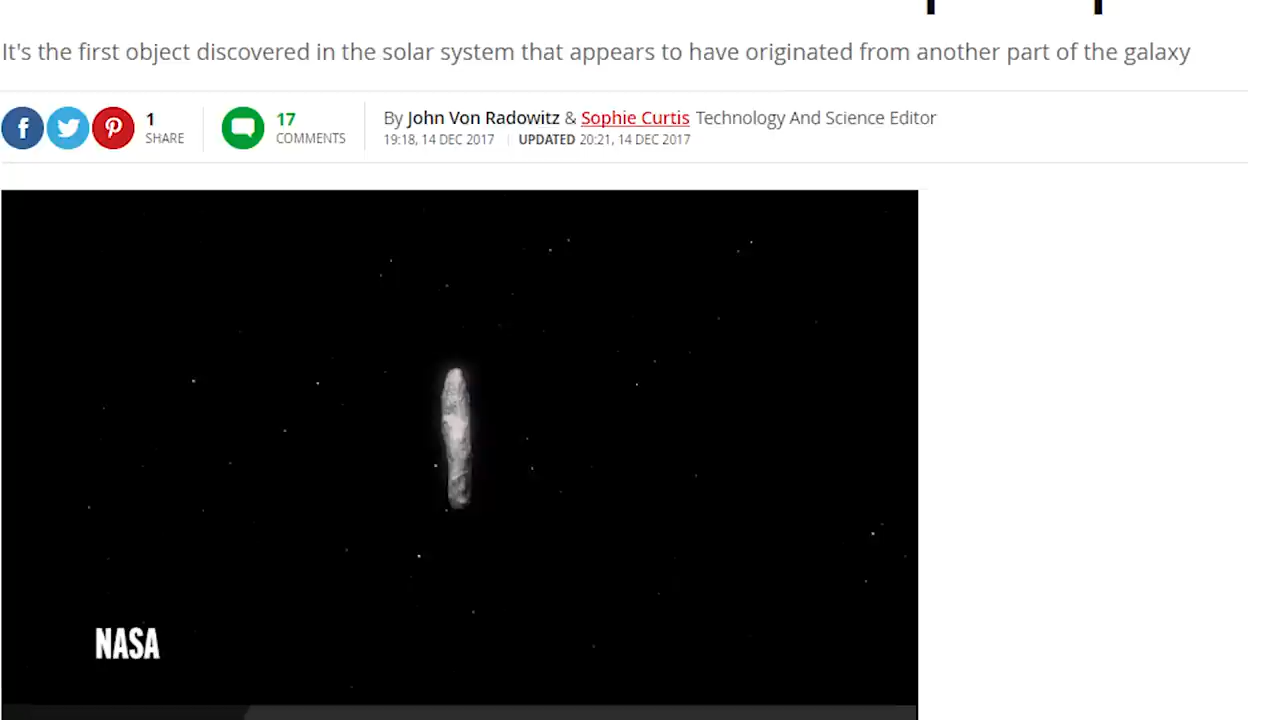 It's the first object discovered in the solar system that appears to have originated from another part of the galaxy
1
SHARE
17
COMMENTS
By John Von Radowitz & Sophie Curtis Technology And Science Editor
19:18, 14 DEC 2017 UPDATED 20:21, 14 DEC 2017
NASA